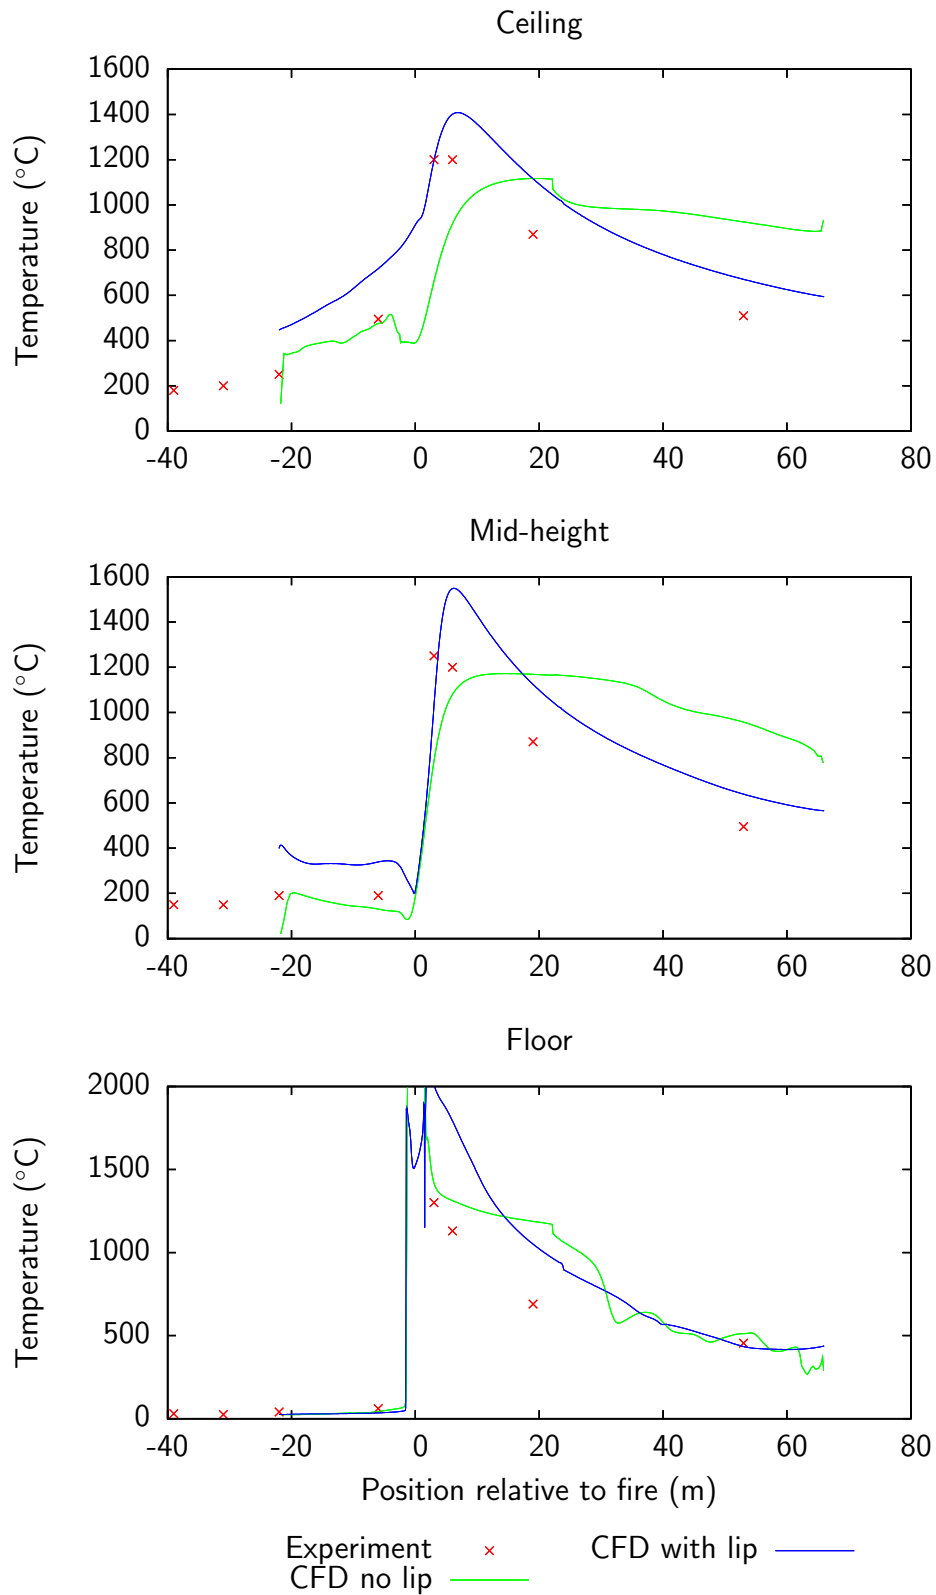 Ceiling
Temperature (°C)
1600
1400
1200
1000
800
600
400
200
0
-40 -20 0 20 40 60 80
Mid-height
Temperature (°C)
1600
1400
1200
1000
800
600
400
200
0
-40 -20 0 20 40 60 80
Floor
Temperature (°C)
2000
1500
1000
500
0
-40 -20 0 20 40 60 80
Position relative to fire (m)
Experiment CFD with lip
CFD no lip